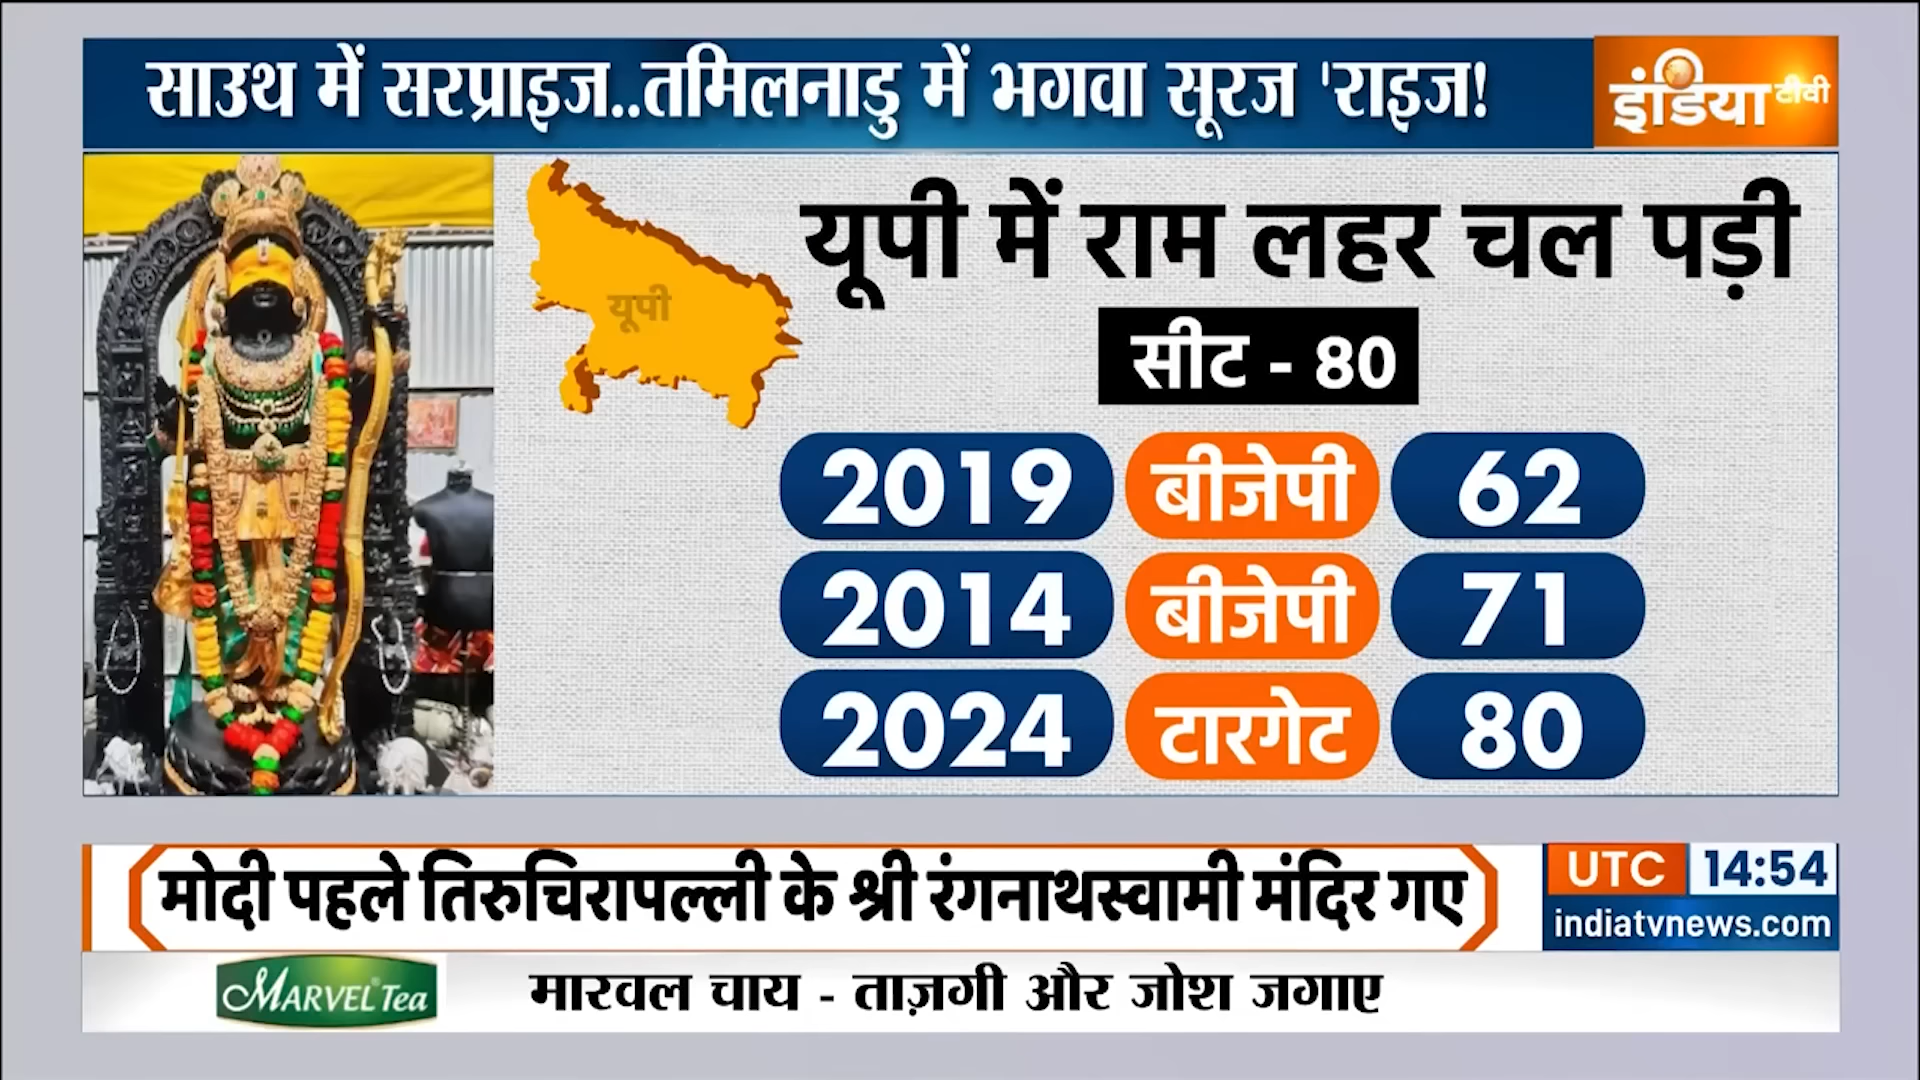 साउथ में सरप्राइज..तमिलनाडु में भगवा सूरज 'राइज!
इंडिया टीवी
यूपी
यूपी में राम लहर चल पड़ी
सीट - 80
2019 बीजेपी 62
2014 बीजेपी 71
2024 टारगेट 80
मोदी पहले तिरुचिरापल्ली के श्री रंगनाथस्वामी मंदिर गए
UTC 14:54
indiatvnews.com
MARVEL® Tea
मारवल चाय - ताज़गी और जोश जगाए